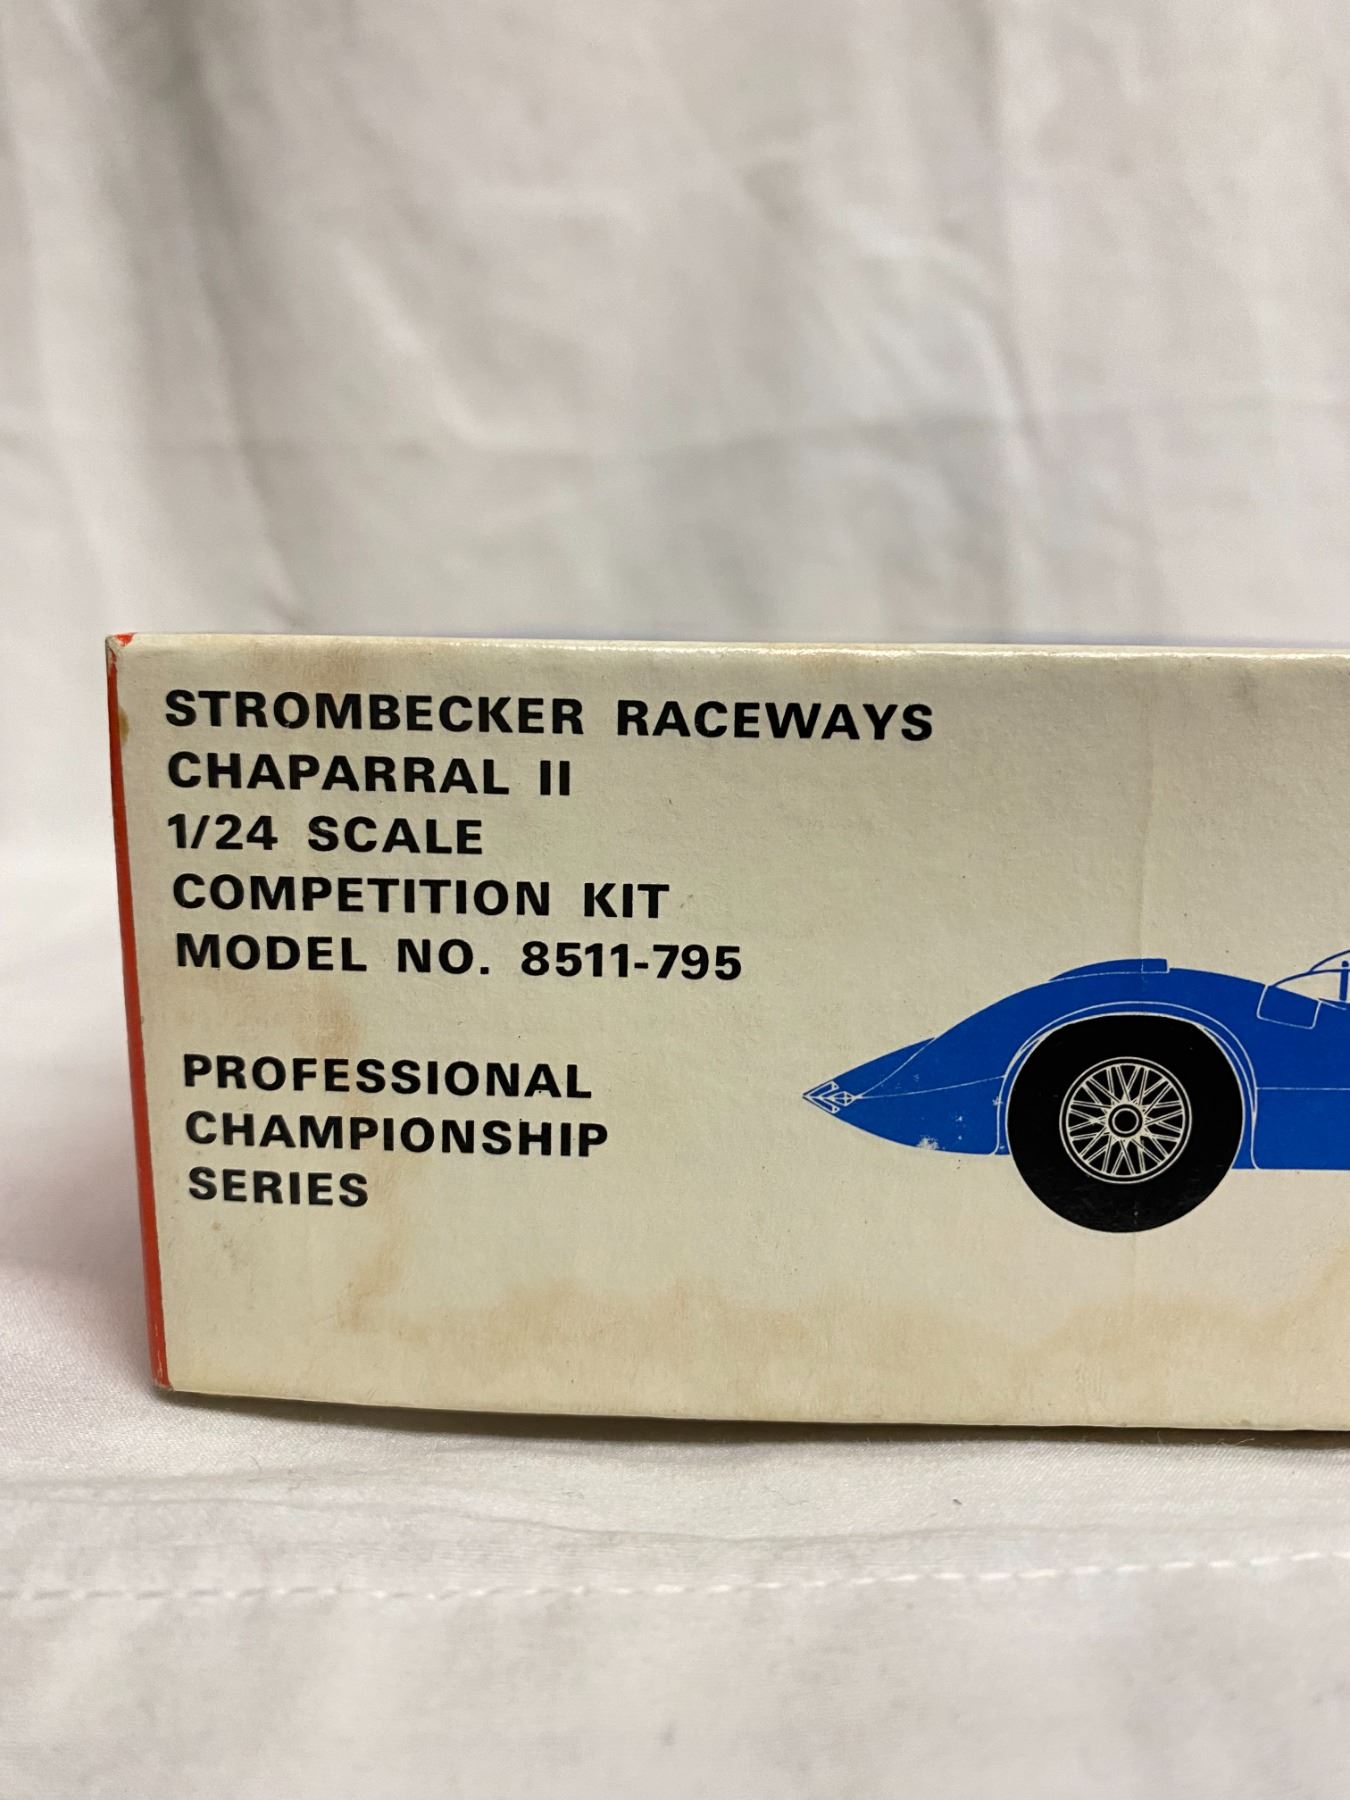 STROMBECKER RACEWAYS
CHAPARRAL II
1/24 SCALE
COMPETITION KIT
MODEL NO. 8511-795
PROFESSIONAL
CHAMPIONSHIP
SERIES